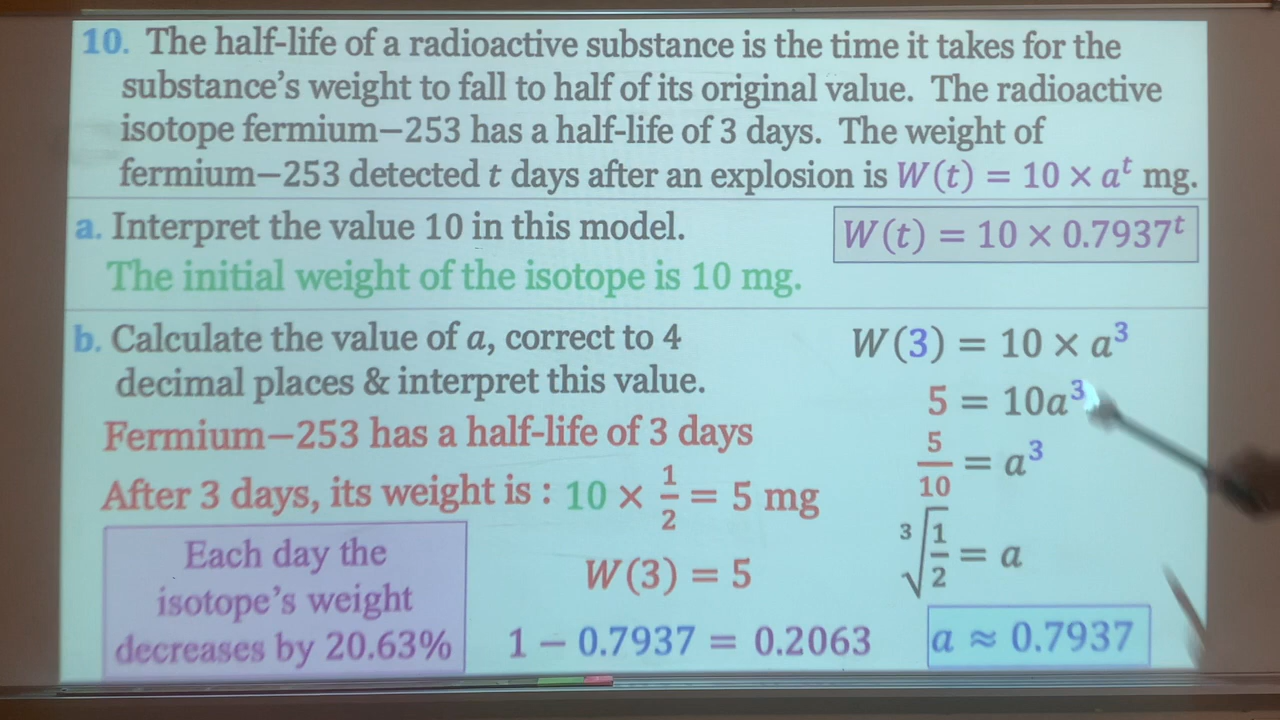 10. The half-life of a radioactive substance is the time it takes for the
substance's weight to fall to half of its original value. The radioactive
isotope fermium−253 has a half-life of 3 days. The weight of
fermium−253 detected t days after an explosion is W(t) = 10 × aᵗ mg.
a. Interpret the value 10 in this model.
W(t) = 10 × 0.7937ᵗ
The initial weight of the isotope is 10 mg.
b. Calculate the value of a, correct to 4
decimal places & interpret this value.
Fermium−253 has a half-life of 3 days
After 3 days, its weight is : 10 × 1/2 = 5 mg
W(3) = 5
W(3) = 10 × a³
5 = 10a³
5/10 = a³
∛(1/2) = a
a ≈ 0.7937
1 − 0.7937 = 0.2063
Each day the
isotope's weight
decreases by 20.63%